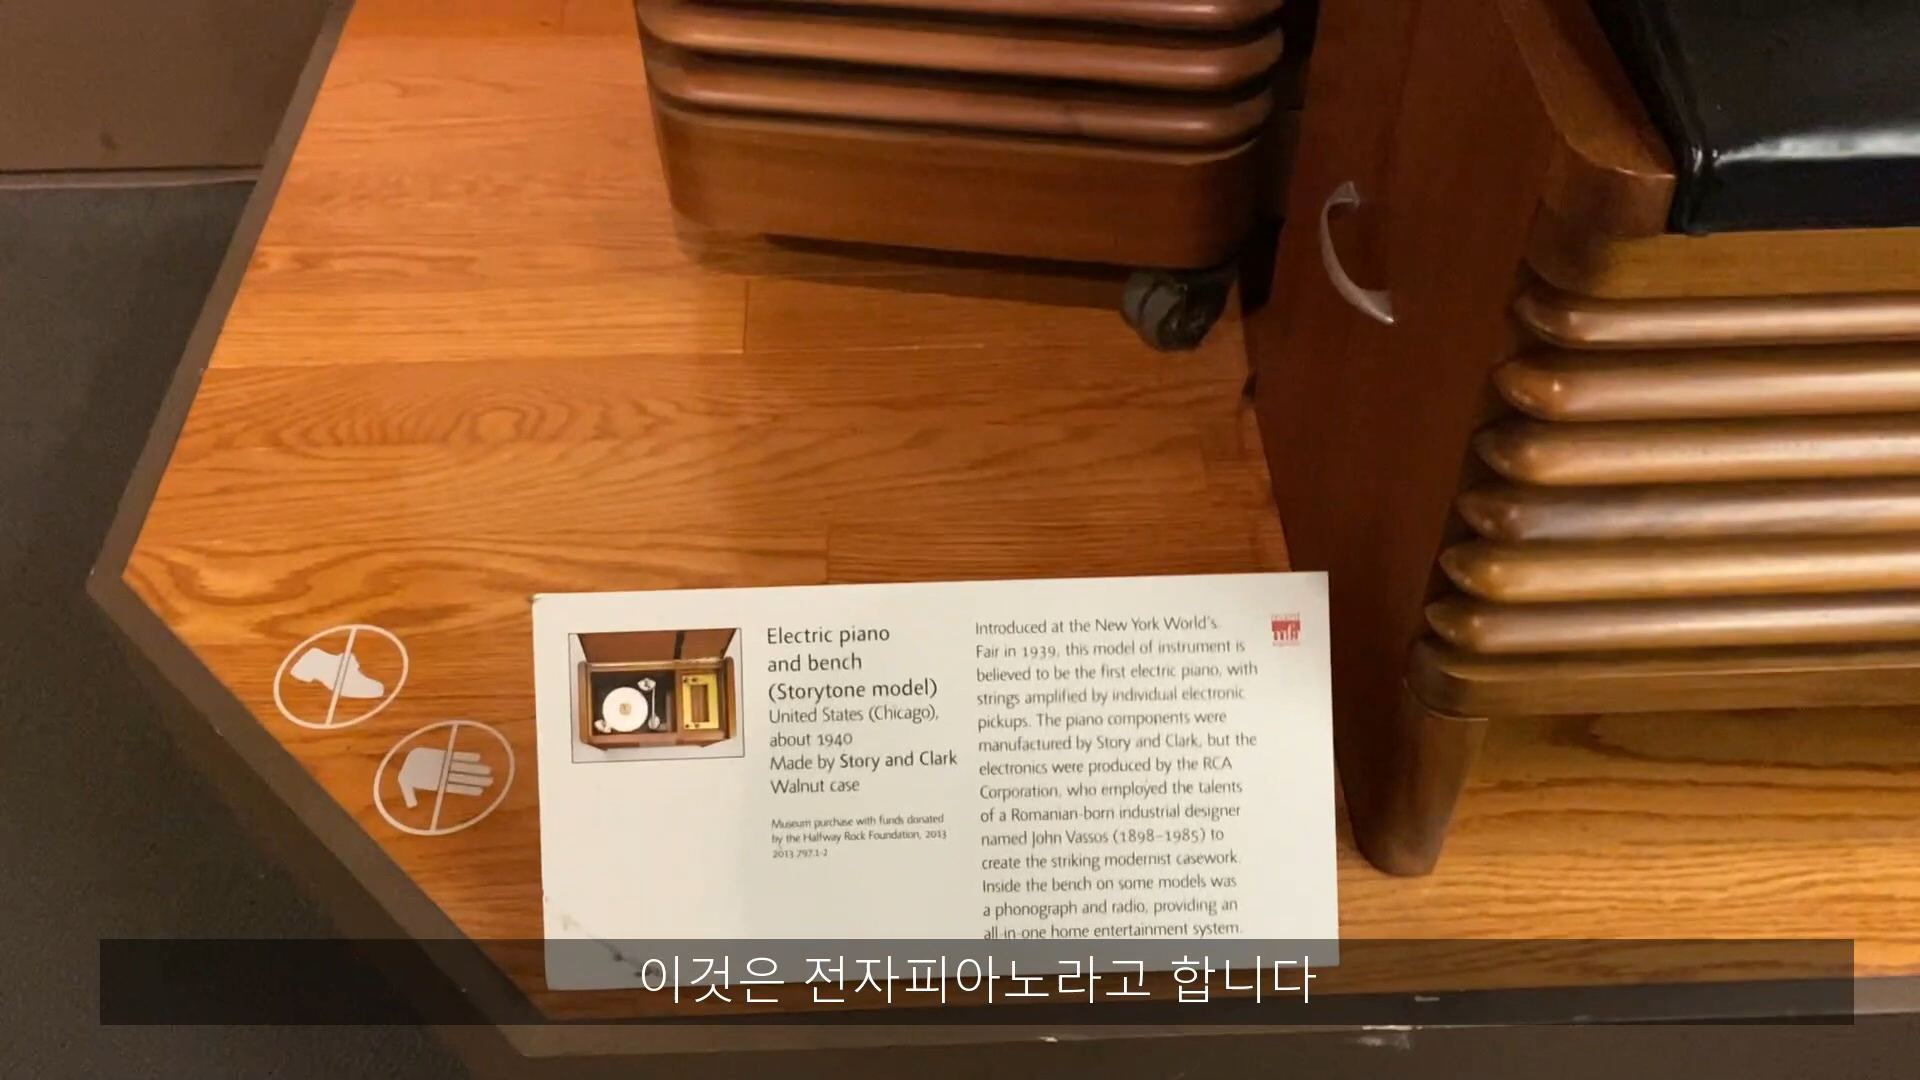 Electric piano
and bench
(Storytone model)
United States (Chicago),
about 1940
Made by Story and Clark
Walnut case
Museum purchase with funds donated
by the Halfway Rock Foundation, 2013
2013.797.1-2
Introduced at the New York World's
Fair in 1939, this model of instrument is
believed to be the first electric piano, with
strings amplified by individual electronic
pickups. The piano components were
manufactured by Story and Clark, but the
electronics were produced by the RCA
Corporation, who employed the talents
of a Romanian-born industrial designer
named John Vassos (1898–1985) to
create the striking modernist casework.
Inside the bench on some models was
a phonograph and radio, providing an
all-in-one home entertainment system.
이것은 전자피아노라고 합니다